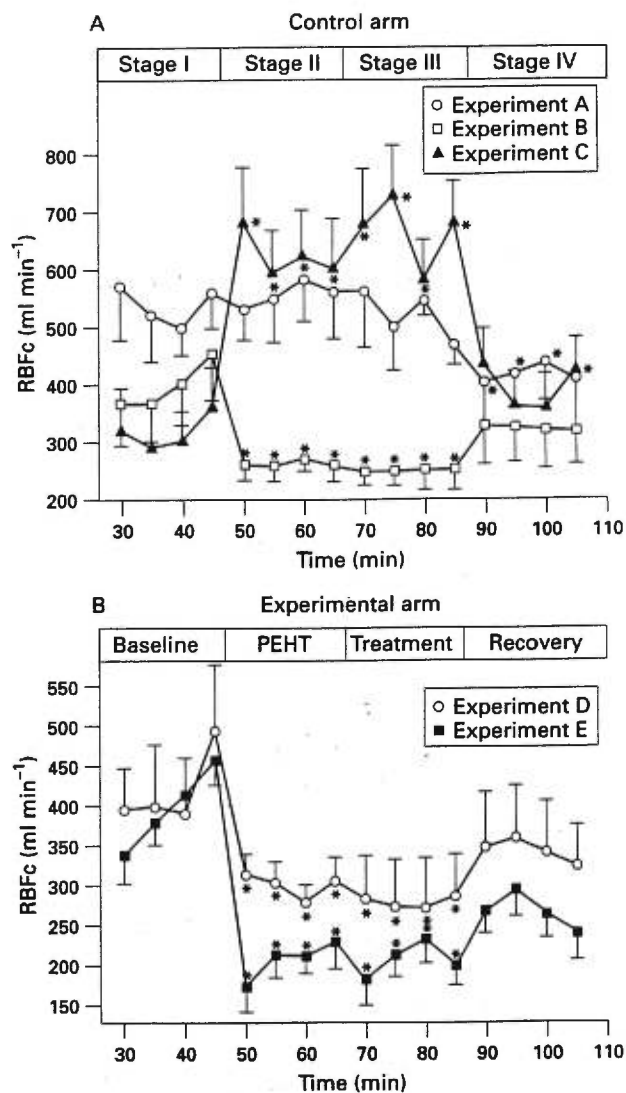 A Control arm
Stage I Stage II Stage III Stage IV
Experiment A
Experiment B
Experiment C
800
700
600
500
400
300
200
RBFc (ml min⁻¹)
30 40 50 60 70 80 90 100 110
Time (min)
B Experimental arm
Baseline PEHT Treatment Recovery
Experiment D
Experiment E
550
500
450
400
350
300
250
200
150
RBFc (ml min⁻¹)
30 40 50 60 70 80 90 100 110
Time (min)